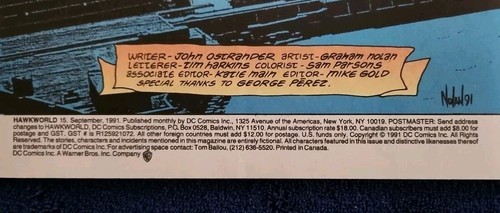 WRITER-JOHN OSTRANDER ARTIST-GRAHAM NOLAN
LETTERER-TIM HARKINS COLORIST-SAM PARSONS
ASSOCIATE EDITOR-KATIE MAIN EDITOR-MIKE GOLD
SPECIAL THANKS TO GEORGE PÉREZ.
NOLAN 91
HAWKWORLD 15. September, 1991. Published monthly by DC Comics Inc., 1325 Avenue of the Americas, New York, NY 10019. POSTMASTER: Send address
changes to HAWKWORLD, DC Comics Subscriptions, P.O. Box 0528, Baldwin, NY 11510. Annual subscription rate $18.00. Canadian subscribers must add $8.00 for
postage and GST. GST # is R125921072. All other foreign countries must add $12.00 for postage. U.S. funds only. Copyright © 1991 DC Comics Inc. All Rights
Reserved. The stories, characters and incidents mentioned in this magazine are entirely fictional. All characters featured in this issue and distinctive likenesses thereof
are trademarks of DC Comics Inc. For advertising space contact: Tom Ballou, (212) 636-5520. Printed in Canada.
DC Comics Inc. A Warner Bros. Inc. Company